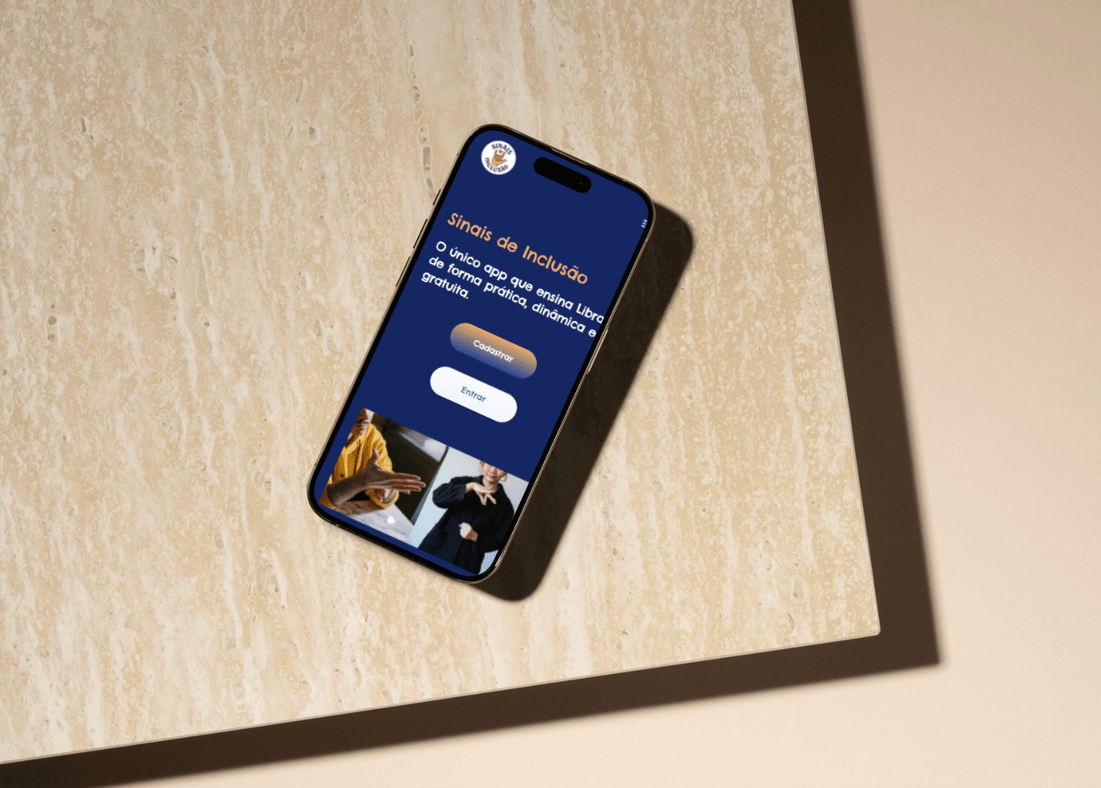 SINAIS
INCLUSÃO
Sinais de Inclusão
O único app que ensina Libra
de forma prática, dinâmica e
gratuita.
Cadastrar
Entrar